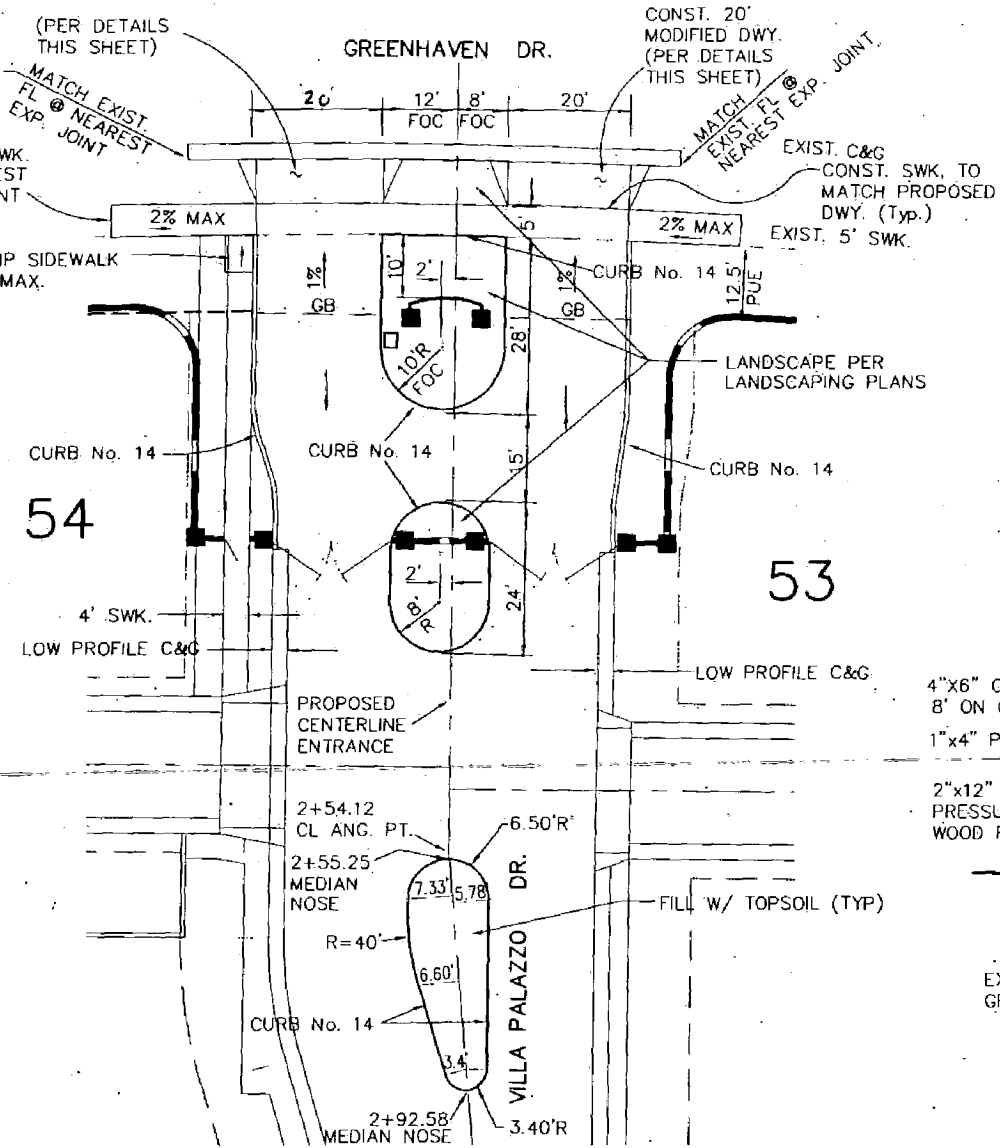 (PER DETAILS
THIS SHEET)
GREENHAVEN DR.
CONST. 20'
MODIFIED DWY.
(PER DETAILS
THIS SHEET)
MATCH EXIST.
FL @ NEAREST
EXP. JOINT
MATCH
EXIST. FL @
NEAREST EXP. JOINT
20'
12'
FOC
8'
FOC
20'
EXIST. C&G
CONST. SWK, TO
MATCH PROPOSED
DWY. (Typ.)
WK.
EST
NT
2% MAX
5'
2% MAX
EXIST. 5' SWK.
IP SIDEWALK
MAX.
1%
GB
10'
2'
CURB No. 14
1%
GB
12.5'
PUE
28'
10'R
FOC
LANDSCAPE PER
LANDSCAPING PLANS
CURB No. 14
CURB No. 14
15'
CURB No. 14
54
53
2'
8'
R
24'
4' SWK.
LOW PROFILE C&G
LOW PROFILE C&G
PROPOSED
CENTERLINE
ENTRANCE
4"X6"
8' ON
1"x4" P
2"x12"
PRESSU
WOOD
2+54.12
CL ANG. PT.
6.50'R
2+55.25
MEDIAN
NOSE
7.33'
5.78'
VILLA PALAZZO DR.
FILL W/ TOPSOIL (TYP)
R=40'
6.60'
EX
CURB No. 14
3.4'
2+92.58
MEDIAN NOSE
3.40'R